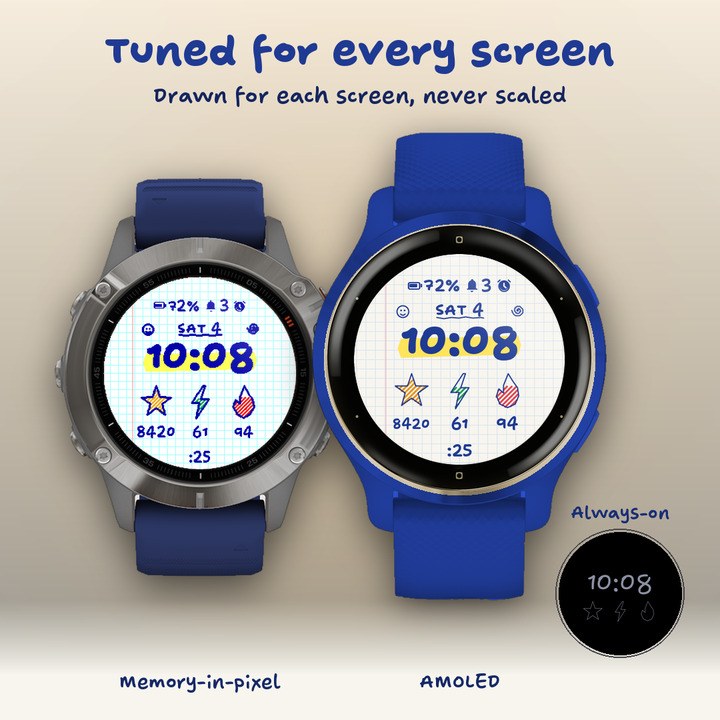 Tuned for every screen
Drawn for each screen, never scaled
72% 3
SAT 4
10:08
8420 61 94
:25
72% 3
SAT 4
10:08
8420 61 94
:25
Always-on
10:08
Memory-in-pixel
AMOLED